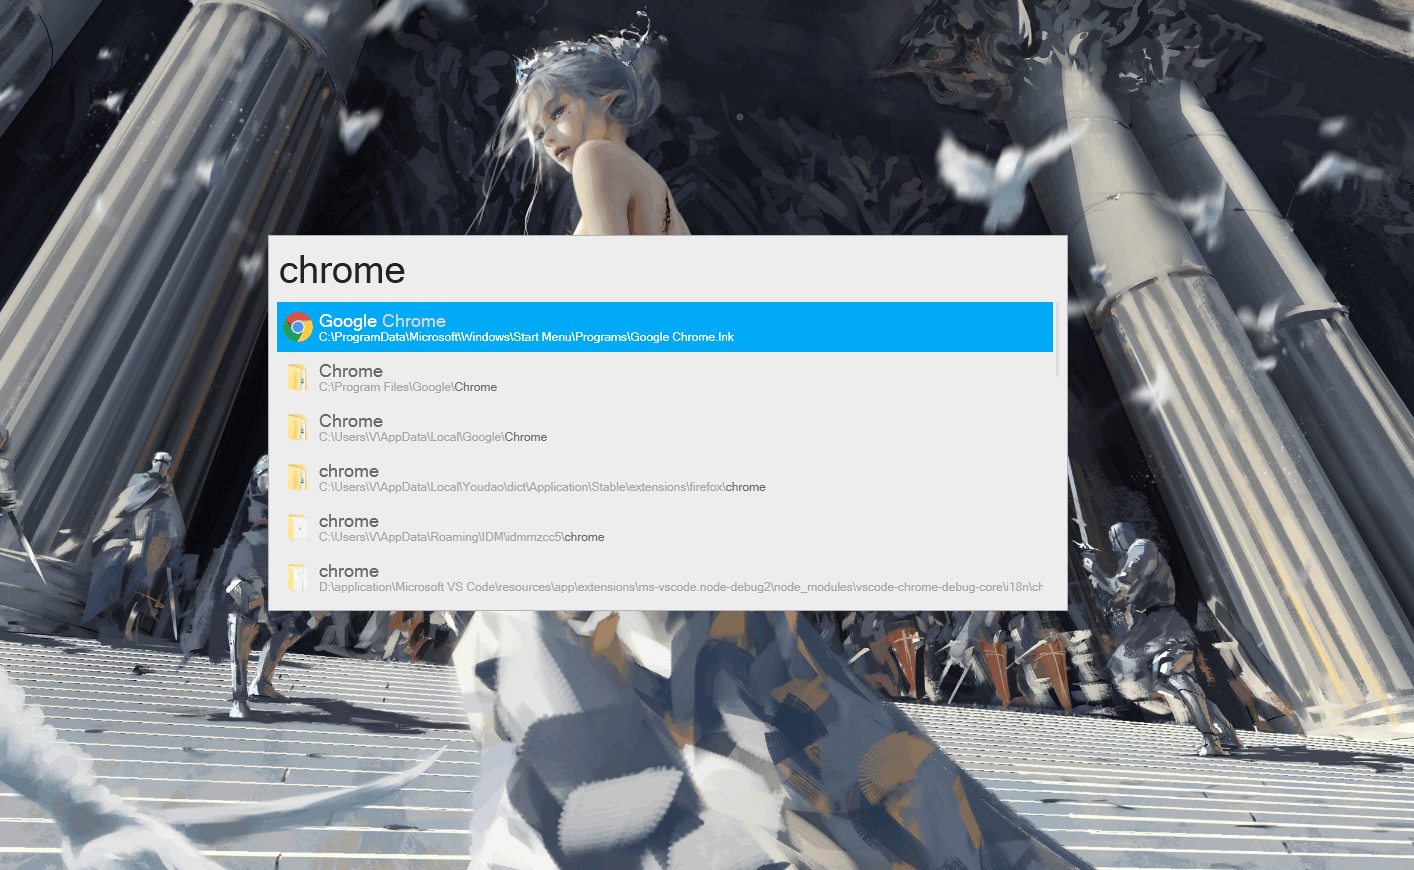 chrome
Google Chrome
C:\ProgramData\Microsoft\Windows\Start Menu\Programs\Google Chrome.lnk
Chrome
C:\Program Files\Google\Chrome
Chrome
C:\Users\V\AppData\Local\Google\Chrome
chrome
C:\Users\V\AppData\Local\Youdao\dict\Application\Stable\extensions\firefox\chrome
chrome
C:\Users\V\AppData\Roaming\IDM\idmmzcc5\chrome
chrome
D:\application\Microsoft VS Code\resources\app\extensions\ms-vscode.node-debug2\node_modules\vscode-chrome-debug-core\i18n\ch